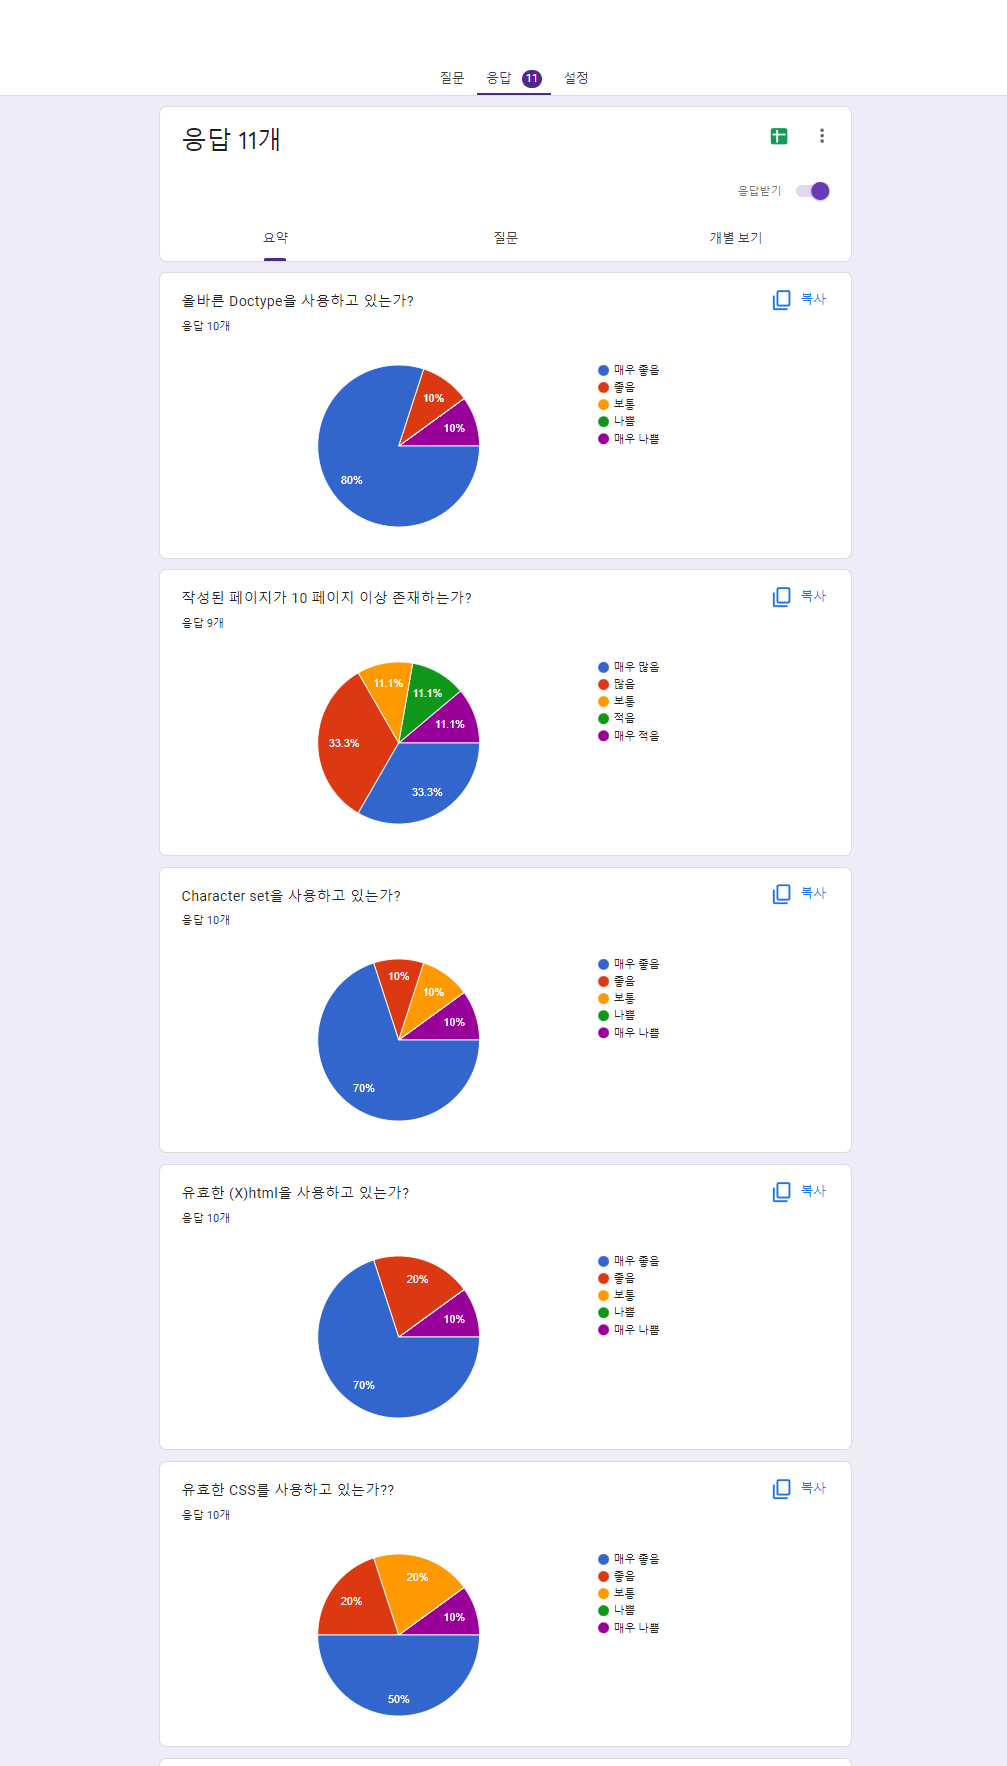 질문 응답 11 설정
응답 11개
응답받기
요약 질문 개별 보기
올바른 Doctype을 사용하고 있는가?
복사
응답 10개
매우 좋음
좋음
보통
나쁨
매우 나쁨
10%
10%
80%
작성된 페이지가 10 페이지 이상 존재하는가?
복사
응답 9개
매우 많음
많음
보통
적음
매우 적음
11.1%
11.1%
11.1%
33.3%
33.3%
Character set을 사용하고 있는가?
복사
응답 10개
매우 좋음
좋음
보통
나쁨
매우 나쁨
10%
10%
10%
70%
유효한 (X)html을 사용하고 있는가?
복사
응답 10개
매우 좋음
좋음
보통
나쁨
매우 나쁨
20%
10%
70%
유효한 CSS를 사용하고 있는가??
복사
응답 10개
매우 좋음
좋음
보통
나쁨
매우 나쁨
20%
20%
10%
50%